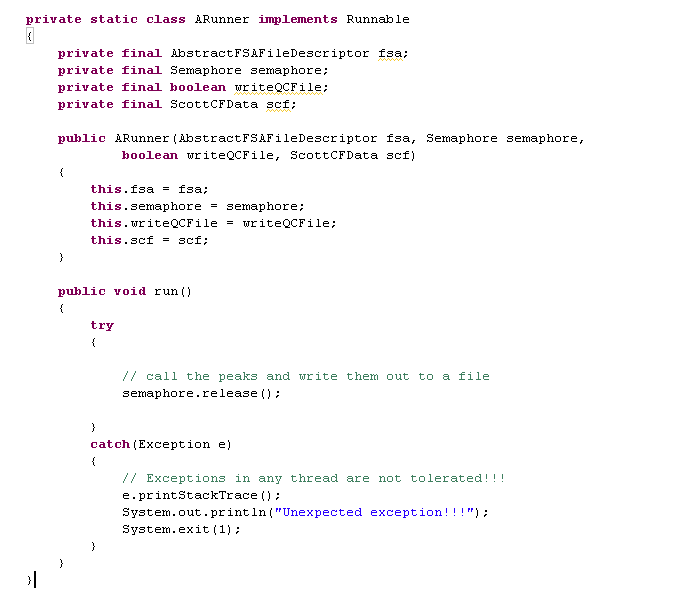 private static class ARunner implements Runnable
{
    private final AbstractFSAFileDescriptor fsa;
    private final Semaphore semaphore;
    private final boolean writeQCFile;
    private final ScottCFData scf;

    public ARunner(AbstractFSAFileDescriptor fsa, Semaphore semaphore,
            boolean writeQCFile, ScottCFData scf)
    {
        this.fsa = fsa;
        this.semaphore = semaphore;
        this.writeQCFile = writeQCFile;
        this.scf = scf;
    }

    public void run()
    {
        try
        {

            // call the peaks and write them out to a file
            semaphore.release();

        }
        catch(Exception e)
        {
            // Exceptions in any thread are not tolerated!!!
            e.printStackTrace();
            System.out.println("Unexpected exception!!!");
            System.exit(1);
        }
    }
}